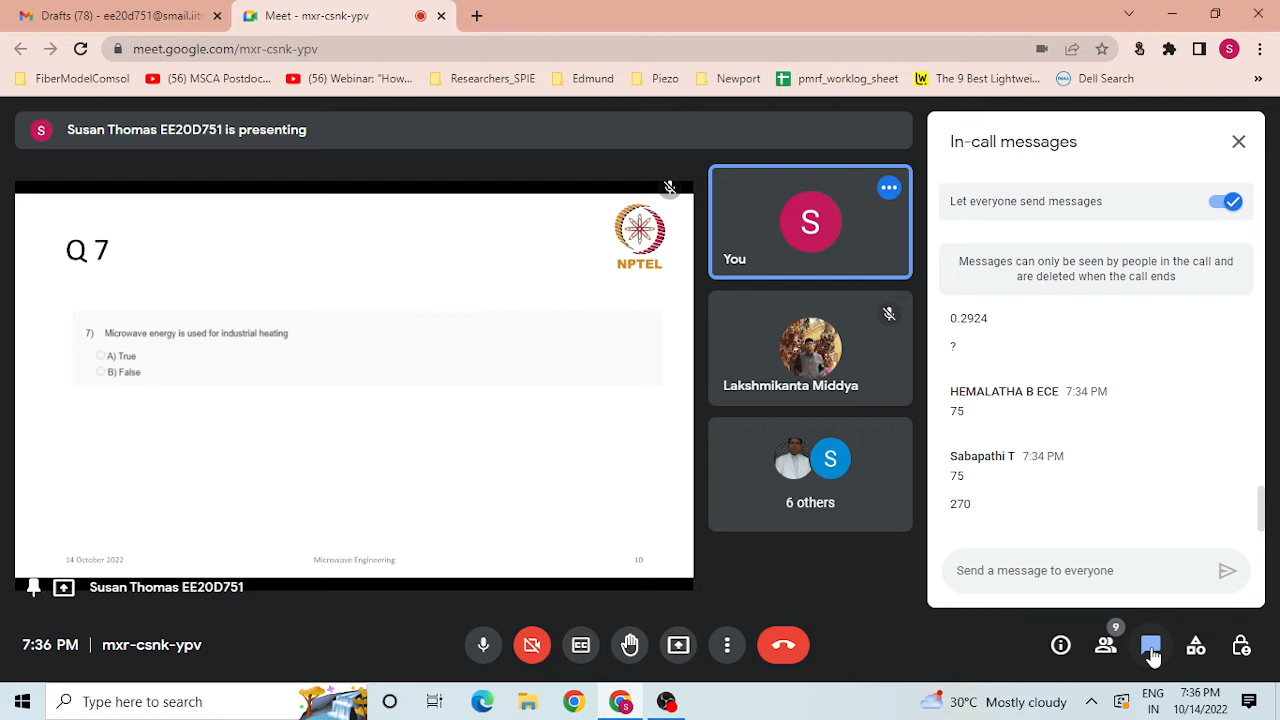 Drafts (78) - ee20d751@smail.iitm
Meet - mxr-csnk-ypv
meet.google.com/mxr-csnk-ypv
FiberModelComsol
(56) MSCA Postdoc...
(56) Webinar: "How...
Researchers_SPIE
Edmund
Piezo
Newport
pmrf_worklog_sheet
The 9 Best Lightwei...
Dell Search
S Susan Thomas EE20D751 is presenting
Q 7
NPTEL
7) Microwave energy is used for industrial heating
A) True
B) False
14 October 2022 Microwave Engineering 10
Susan Thomas EE20D751
S
You
Lakshmikanta Middya
S
6 others
In-call messages
Let everyone send messages
Messages can only be seen by people in the call and
are deleted when the call ends
0.2924
?
HEMALATHA B ECE 7:34 PM
75
Sabapathi T 7:34 PM
75
270
Send a message to everyone
7:36 PM | mxr-csnk-ypv
9
Type here to search
30°C Mostly cloudy
ENG
IN
7:36 PM
10/14/2022